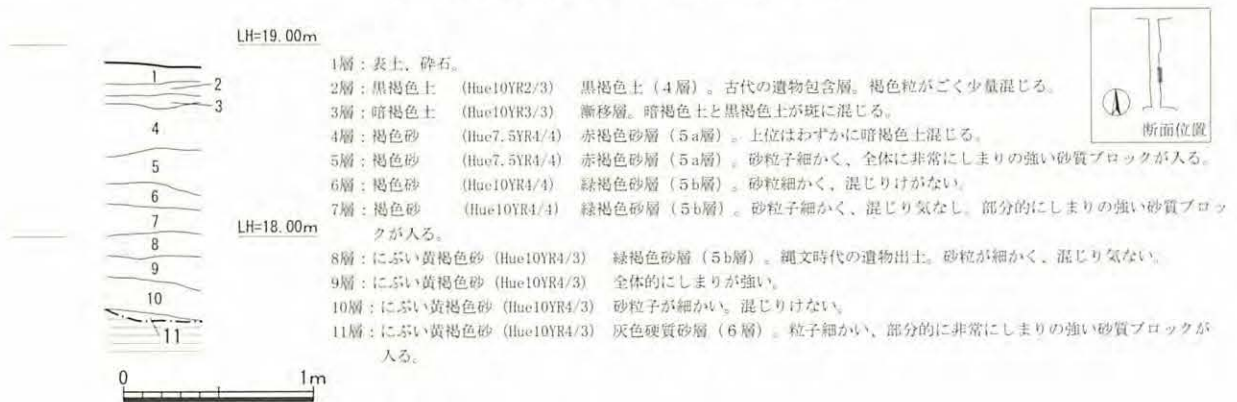 LH=19.00m
1層：表土、砕石。
2層：黒褐色土 (Hue10YR2/3) 黒褐色土（4層）。古代の遺物包含層。褐色粒がごく少量混じる。
3層：暗褐色土 (Hue10YR3/3) 漸移層。暗褐色土と黒褐色土が斑に混じる。
4層：褐色砂 (Hue7.5YR4/4) 赤褐色砂層（5a層）。上位はわずかに暗褐色土混じる。
5層：褐色砂 (Hue7.5YR4/4) 赤褐色砂層（5a層）。砂粒子細かく、全体に非常にしまりの強い砂質ブロックが入る。
6層：褐色砂 (Hue10YR4/4) 緑褐色砂層（5b層）。砂粒細かく、混じりけがない。
7層：褐色砂 (Hue10YR4/4) 緑褐色砂層（5b層）。砂粒子細かく、混じり気なし。部分的にしまりの強い砂質ブロッ
クが入る。
LH=18.00m
8層：にぶい黄褐色砂 (Hue10YR4/3) 緑褐色砂層（5b層）。縄文時代の遺物出土。砂粒が細かく、混じり気ない。
9層：にぶい黄褐色砂 (Hue10YR4/3) 全体的にしまりが強い。
10層：にぶい黄褐色砂 (Hue10YR4/3) 砂粒子が細かい。混じりけない。
11層：にぶい黄褐色砂 (Hue10YR4/3) 灰色硬質砂層（6層）。粒子細かい、部分的に非常にしまりの強い砂質ブロックが
入る。
1
2
3
4
5
6
7
8
9
10
11
0 1m
断面位置